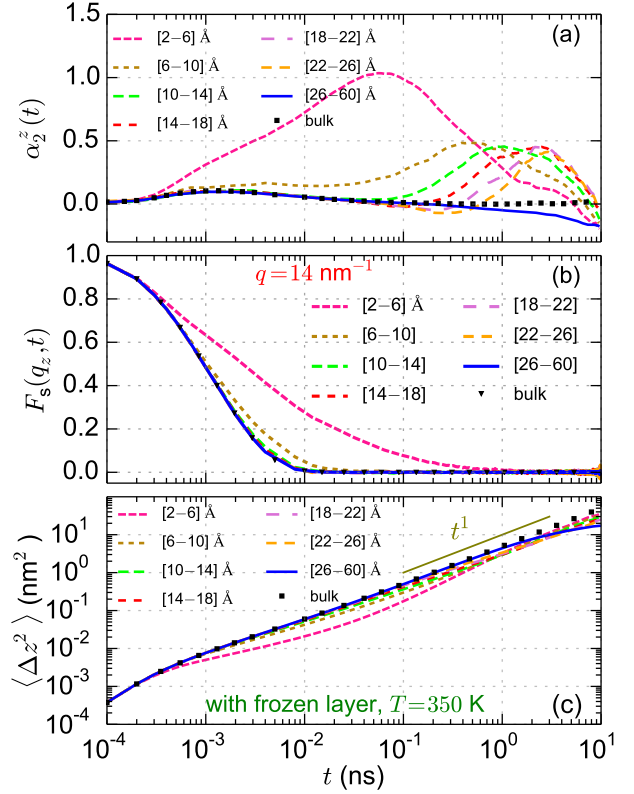 1.5
1.0
0.5
0.0
α₂ᶻ(t)
(a)
[2−6] Å
[6−10] Å
[10−14] Å
[14−18] Å
[18−22] Å
[22−26] Å
[26−60] Å
bulk
1.0
0.8
0.6
0.4
0.2
0.0
Fₛ(q_z, t)
q=14 nm⁻¹
(b)
[2−6] Å
[6−10]
[10−14]
[14−18]
[18−22]
[22−26]
[26−60]
bulk
10¹
10⁰
10⁻¹
10⁻²
10⁻³
10⁻⁴
⟨Δz²⟩ (nm²)
[2−6] Å
[6−10] Å
[10−14] Å
[14−18] Å
[18−22] Å
[22−26] Å
[26−60] Å
bulk
t¹
with frozen layer, T=350 K
(c)
10⁻⁴ 10⁻³ 10⁻² 10⁻¹ 10⁰ 10¹
t (ns)